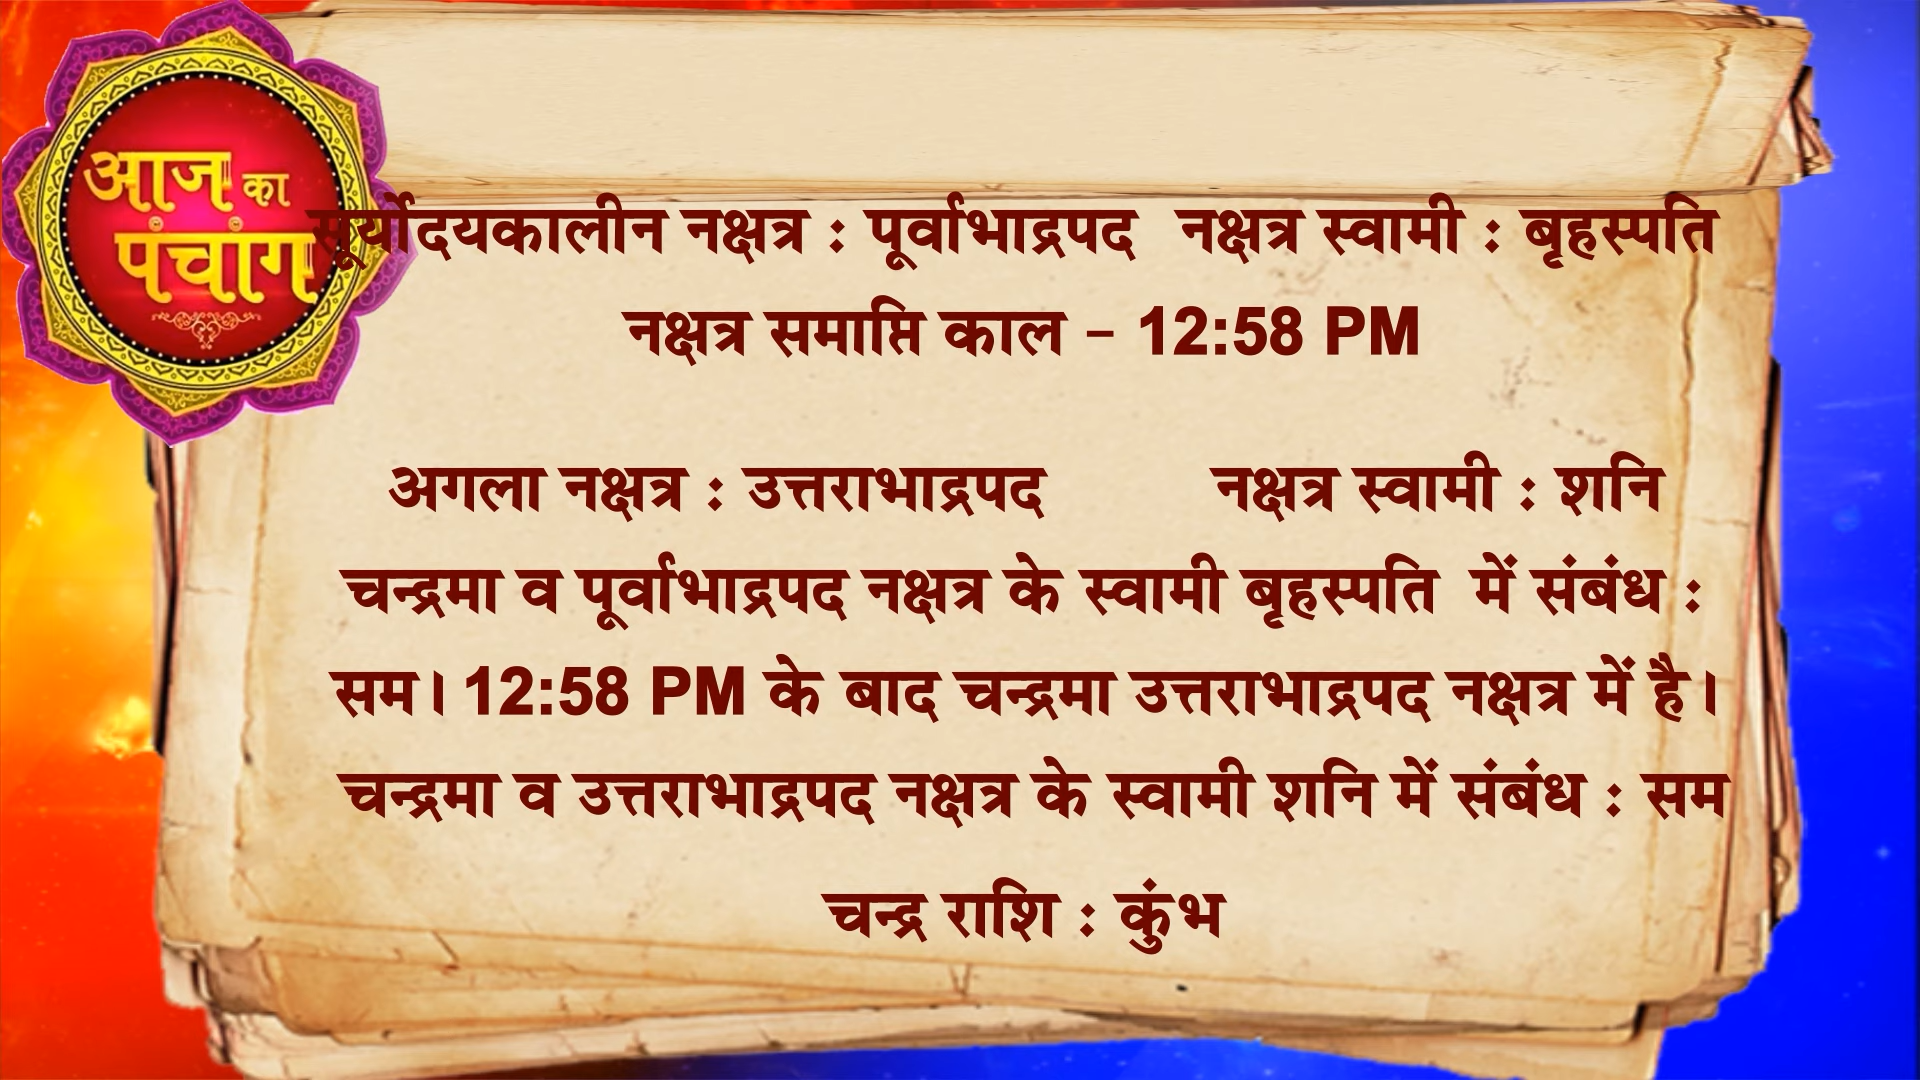 आज का
पंचांग
सूर्योदयकालीन नक्षत्र : पूर्वाभाद्रपद नक्षत्र स्वामी : बृहस्पति
नक्षत्र समाप्ति काल - 12:58 PM
अगला नक्षत्र : उत्तराभाद्रपद नक्षत्र स्वामी : शनि
चन्द्रमा व पूर्वाभाद्रपद नक्षत्र के स्वामी बृहस्पति में संबंध :
सम। 12:58 PM के बाद चन्द्रमा उत्तराभाद्रपद नक्षत्र में है।
चन्द्रमा व उत्तराभाद्रपद नक्षत्र के स्वामी शनि में संबंध : सम
चन्द्र राशि : कुंभ